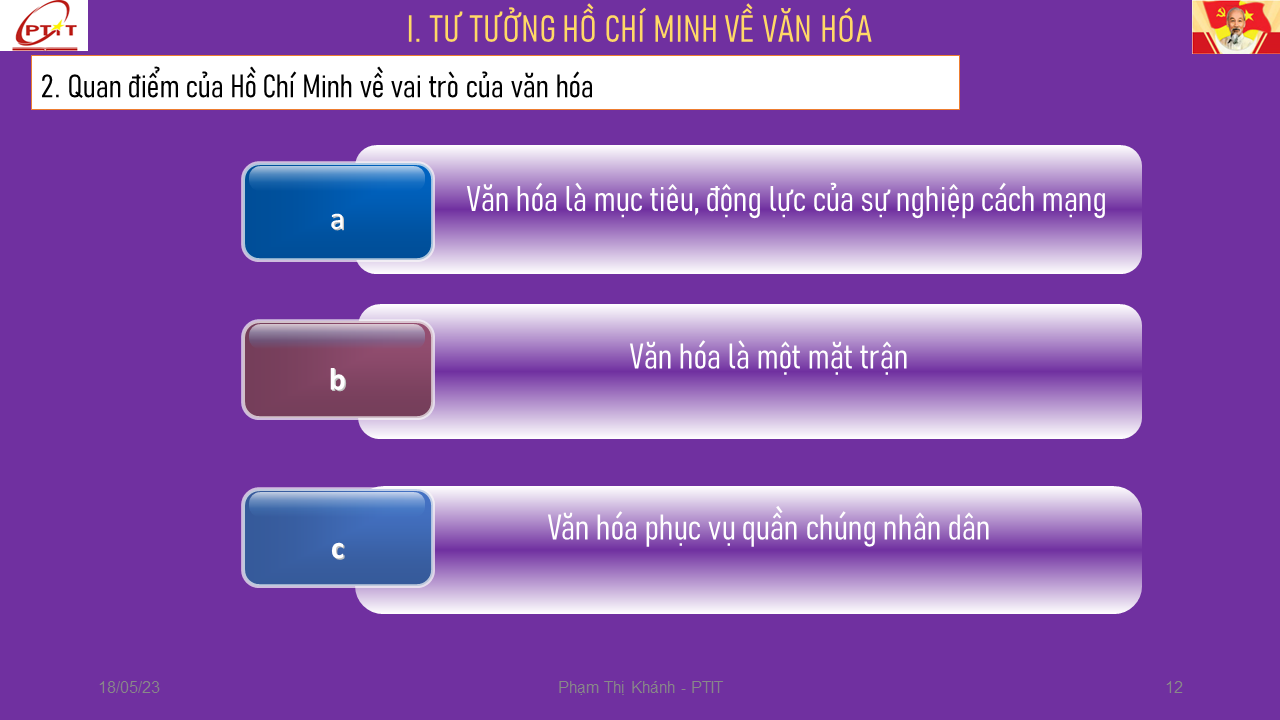 PTIT
I. TƯ TƯỞNG HỒ CHÍ MINH VỀ VĂN HÓA
2. Quan điểm của Hồ Chí Minh về vai trò của văn hóa
a
Văn hóa là mục tiêu, động lực của sự nghiệp cách mạng
b
Văn hóa là một mặt trận
c
Văn hóa phục vụ quần chúng nhân dân
18/05/23
Phạm Thị Khánh - PTIT
12